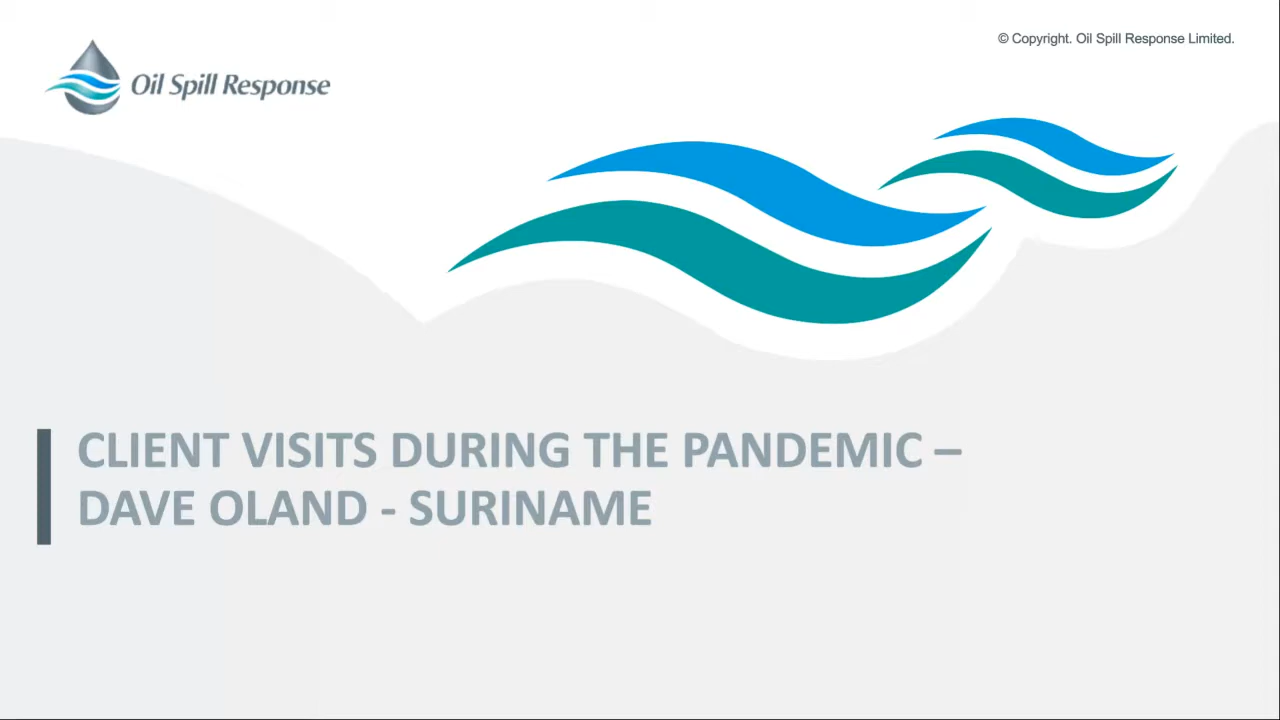 © Copyright. Oil Spill Response Limited.
Oil Spill Response
CLIENT VISITS DURING THE PANDEMIC –
DAVE OLAND - SURINAME